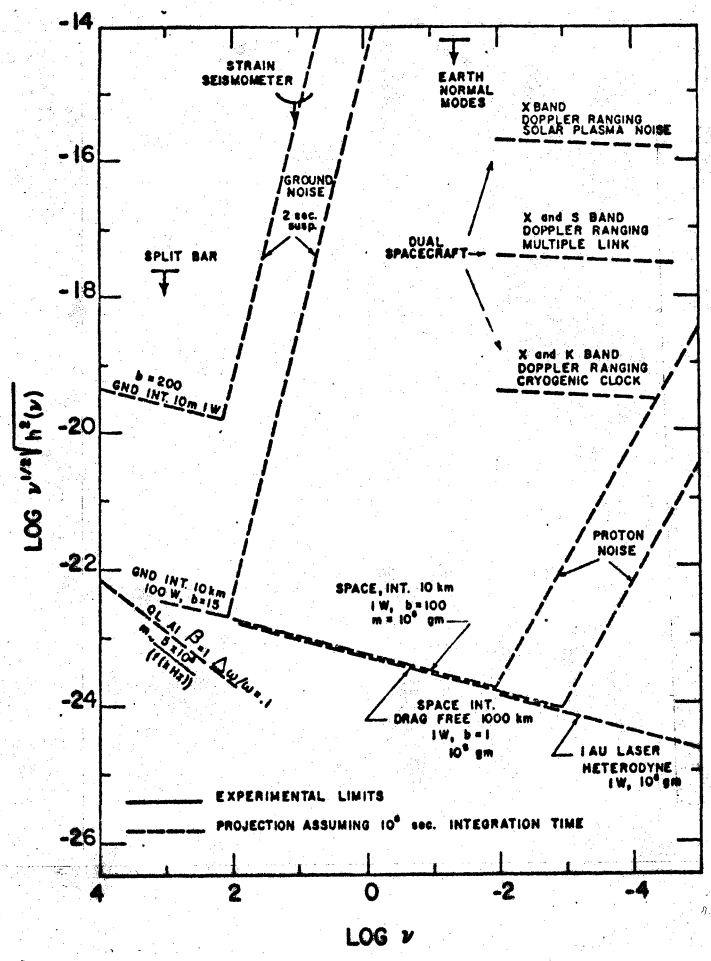 -14
-16
-18
-20
-22
-24
-26
LOG ν^1/2 √h²(ν)
STRAIN
SEISMOMETER
EARTH
NORMAL
MODES
X BAND
DOPPLER RANGING
SOLAR PLASMA NOISE
GROUND
NOISE
2 sec.
susp.
DUAL
SPACECRAFT
X and S BAND
DOPPLER RANGING
MULTIPLE LINK
SPLIT BAR
X and K BAND
DOPPLER RANGING
CRYOGENIC CLOCK
b = 200
GND INT. 10m 1W
PROTON
NOISE
GND INT. 10 km
100 W, b=15
SPACE, INT. 10 km
1W, b=100
m = 10⁶ gm
QL Al β=1 Δω/ω=.1
SPACE INT.
DRAG FREE 1000 km
1W, b=1
10⁶ gm
1 AU LASER
HETERODYNE
1W, 10⁶ gm
EXPERIMENTAL LIMITS
PROJECTION ASSUMING 10⁶ sec. INTEGRATION TIME
4 2 0 -2 -4
LOG ν